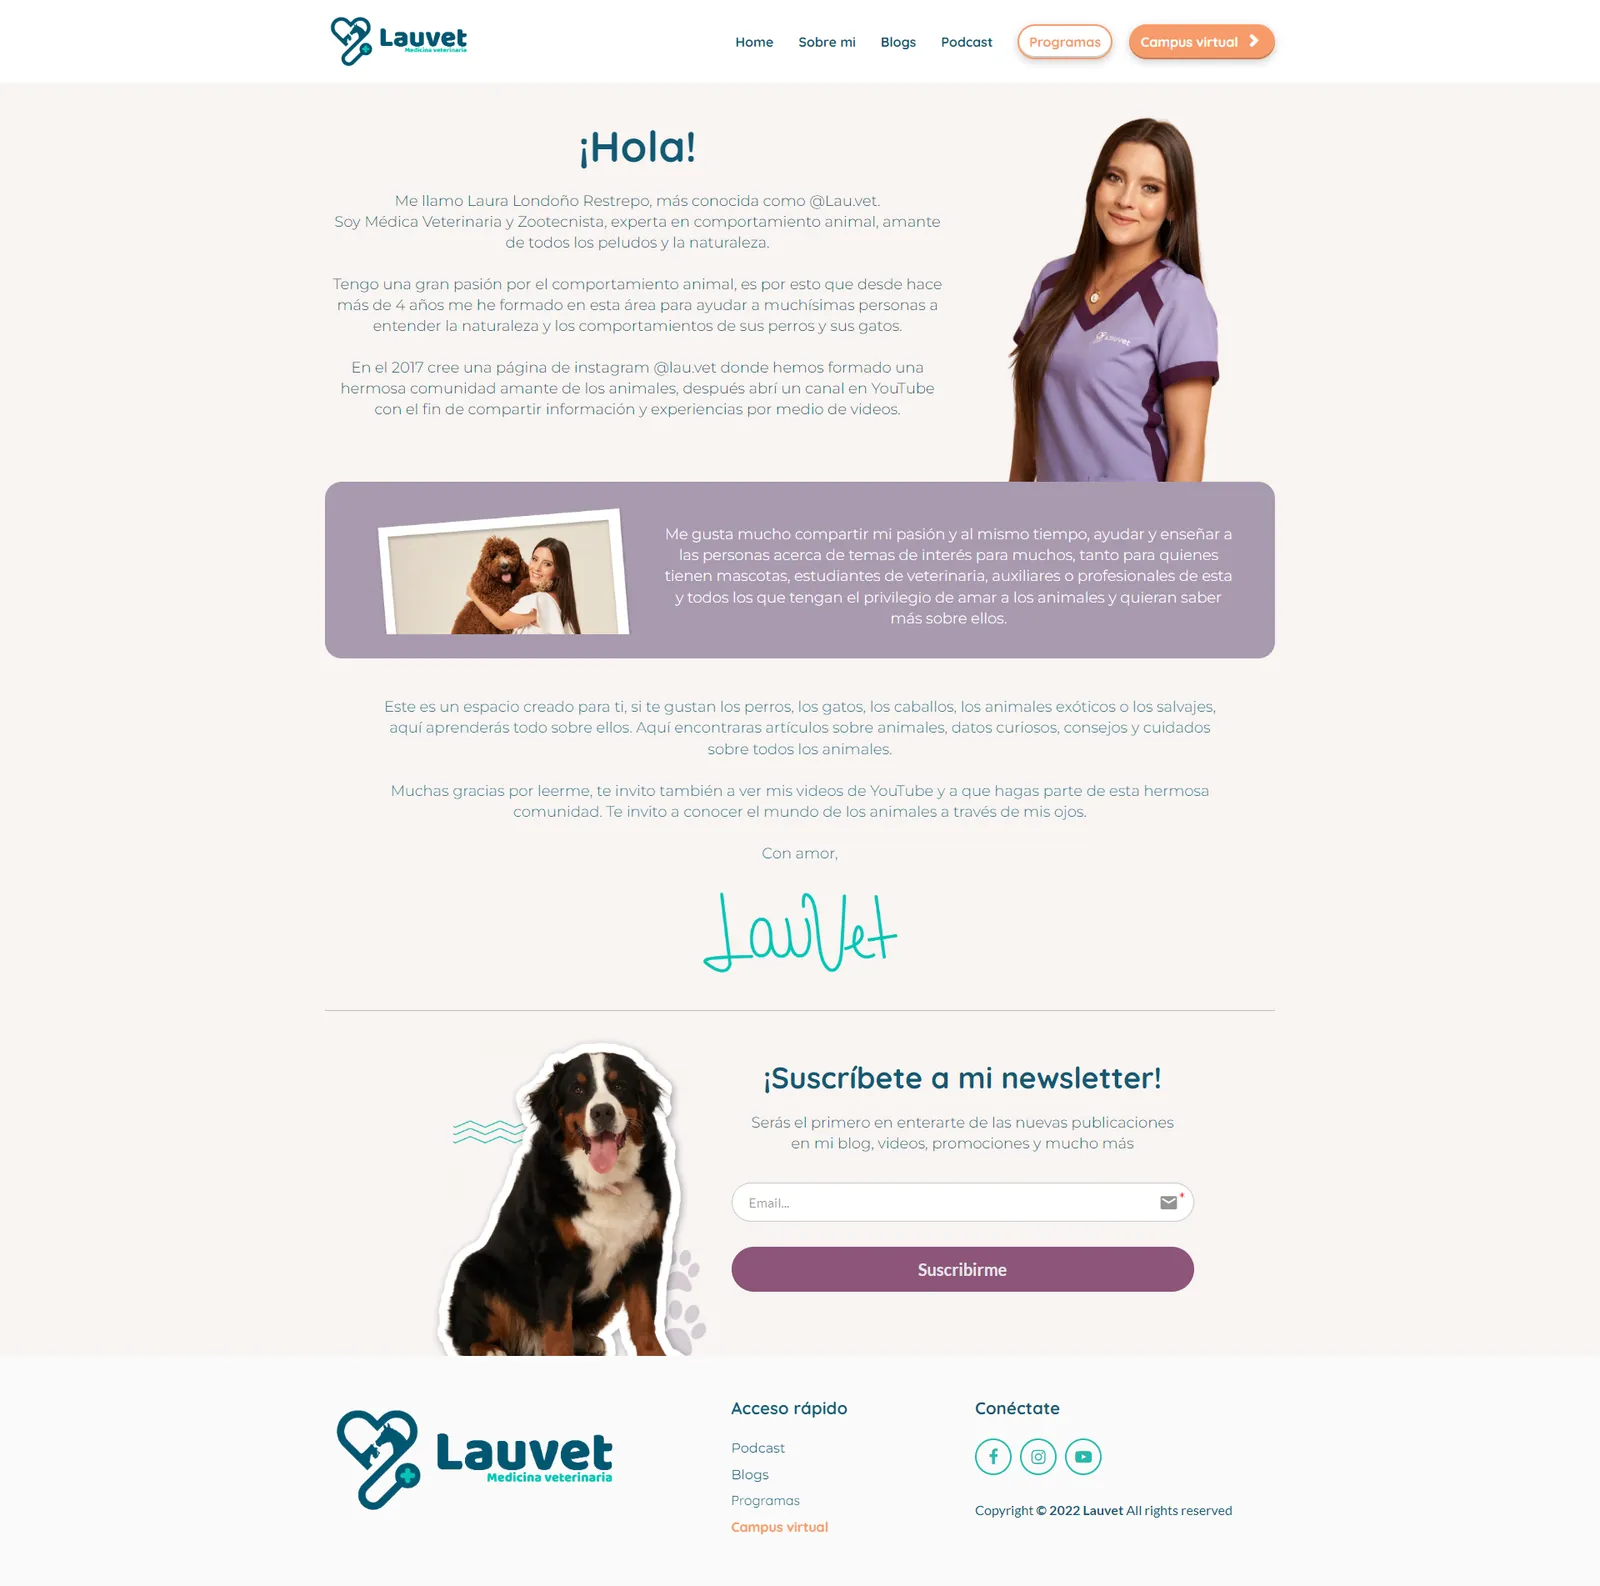 Lauvet
Medicina veterinaria
Home
Sobre mi
Blogs
Podcast
Programas
Campus virtual
¡Hola!
Me llamo Laura Londoño Restrepo, más conocida como @Lau.vet.
Soy Médica Veterinaria y Zootecnista, experta en comportamiento animal, amante
de todos los peludos y la naturaleza.
Tengo una gran pasión por el comportamiento animal, es por esto que desde hace
más de 4 años me he formado en esta área para ayudar a muchísimas personas a
entender la naturaleza y los comportamientos de sus perros y sus gatos.
En el 2017 cree una página de instagram @lau.vet donde hemos formado una
hermosa comunidad amante de los animales, después abrí un canal en YouTube
con el fin de compartir información y experiencias por medio de videos.
Lauvet
Me gusta mucho compartir mi pasión y al mismo tiempo, ayudar y enseñar a
las personas acerca de temas de interés para muchos, tanto para quienes
tienen mascotas, estudiantes de veterinaria, auxiliares o profesionales de esta
y todos los que tengan el privilegio de amar a los animales y quieran saber
más sobre ellos.
Este es un espacio creado para ti, si te gustan los perros, los gatos, los caballos, los animales exóticos o los salvajes,
aquí aprenderás todo sobre ellos. Aquí encontraras artículos sobre animales, datos curiosos, consejos y cuidados
sobre todos los animales.
Muchas gracias por leerme, te invito también a ver mis videos de YouTube y a que hagas parte de esta hermosa
comunidad. Te invito a conocer el mundo de los animales a través de mis ojos.
Con amor,
LauVet
¡Suscríbete a mi newsletter!
Serás el primero en enterarte de las nuevas publicaciones
en mi blog, videos, promociones y mucho más
Email... *
Suscribirme
Lauvet
Medicina veterinaria
Acceso rápido
Podcast
Blogs
Programas
Campus virtual
Conéctate
Copyright © 2022 Lauvet All rights reserved